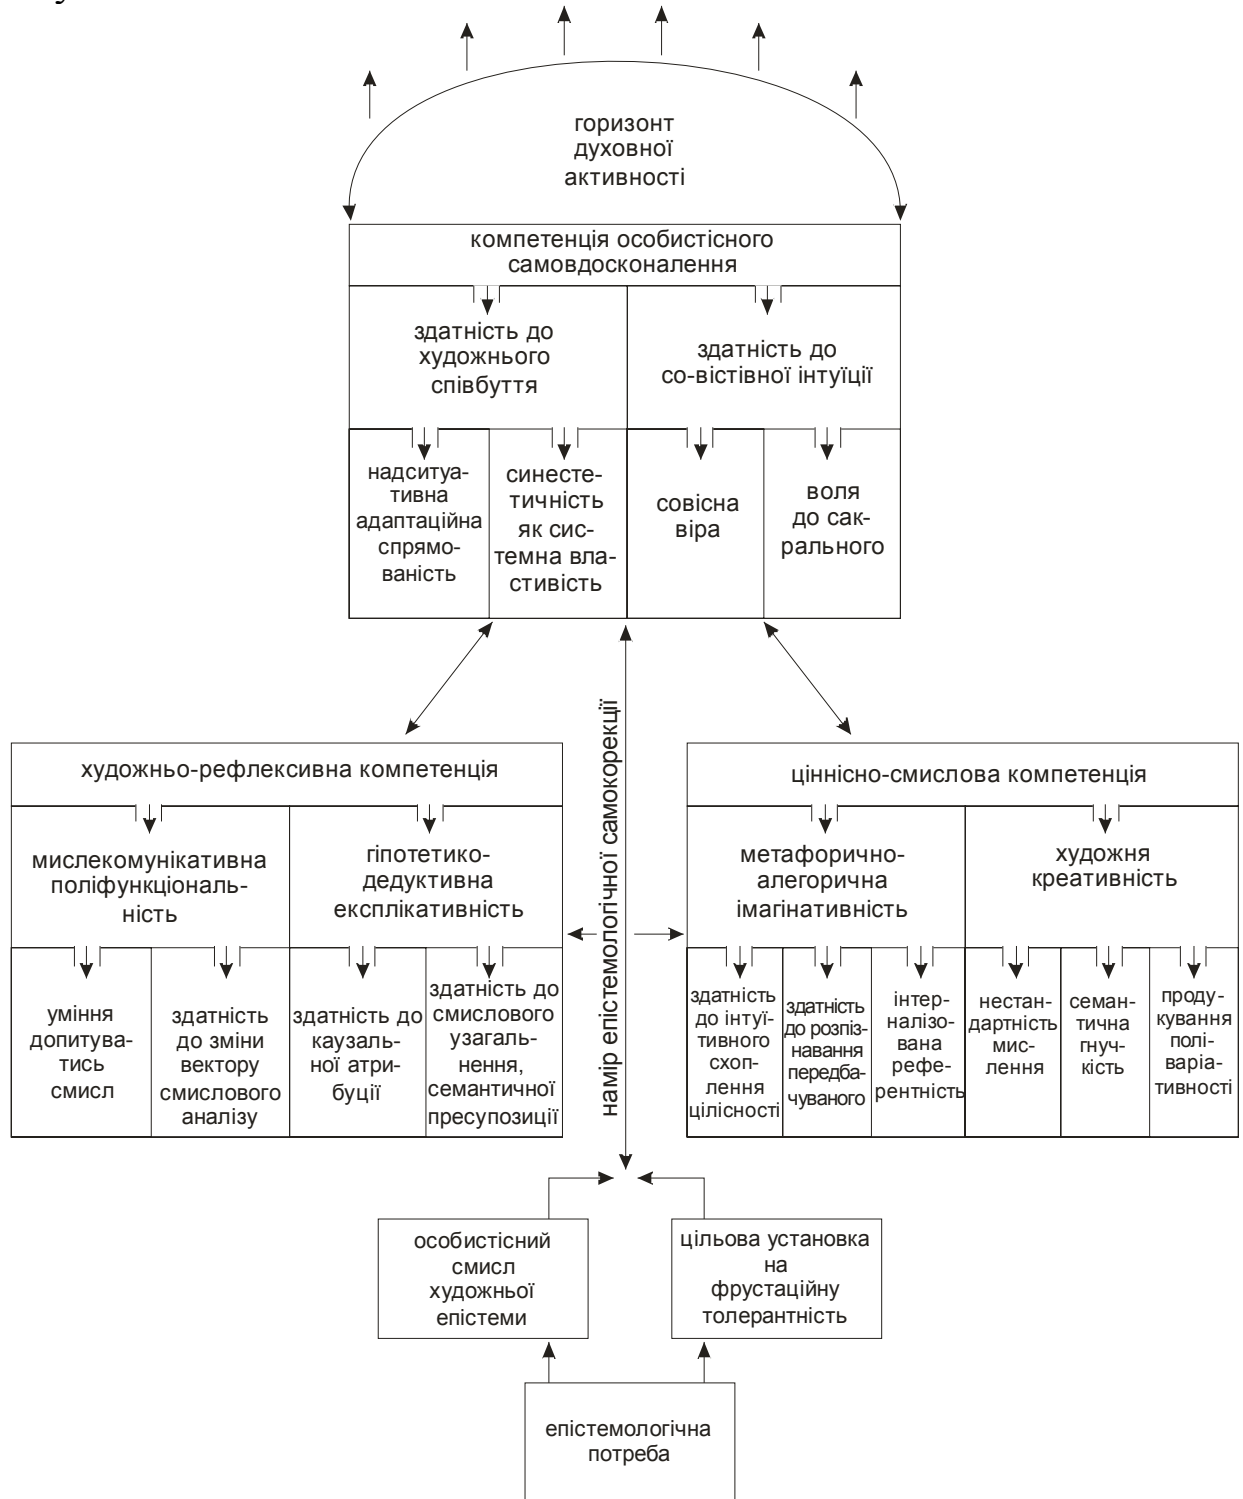 горизонт
духовної
активності
компетенція особистісного
самовдосконалення
здатність до
художнього
співбуття
здатність до
со-вістівної інтуїції
надситуа-
тивна
адаптаційна
спрямо-
ваність
синесте-
тичність
як сис-
темна вла-
стивість
совісна
віра
воля
до сак-
рального
намір епістемологічної самокорекції
художньо-рефлексивна компетенція
мислекомунікативна
поліфункціональ-
ність
гіпотетико-
дедуктивна
експлікативність
уміння
допитува-
тись
смисл
здатність
до зміни
вектору
смислового
аналізу
здатність до
каузаль-
ної атри-
буції
здатність до
смислового
узагаль-
нення,
семантичної
пресупозиції
ціннісно-смислова компетенція
метафорично-
алегорична
імагінативність
художня
креативність
здатність
до інтуї-
тивного
схоп-
лення
цілісності
здатність
до розпіз-
навання
передба-
чуваного
інтер-
налізо-
вана
рефе-
рентність
нестан-
дартність
мис-
лення
семан-
тична
гнуч-
кість
проду-
кування
полі-
варіа-
тивності
особистісний
смисл
художньої
епістеми
цільова установка
на
фрустаційну
толерантність
епістемологічна
потреба